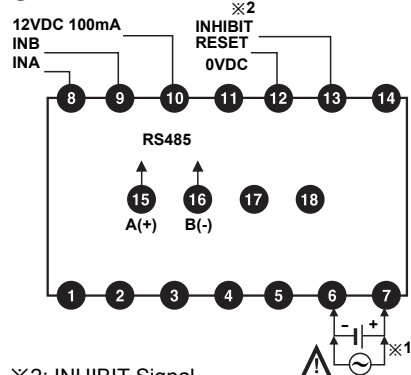 ※2
12VDC 100mA
INHIBIT
INB
RESET
INA
0VDC
8 9 10 11 12 13 14
RS485
15 16 17 18
A(+) B(-)
1 2 3 4 5 6 7
- +
※1
※2: INHIBIT Signal